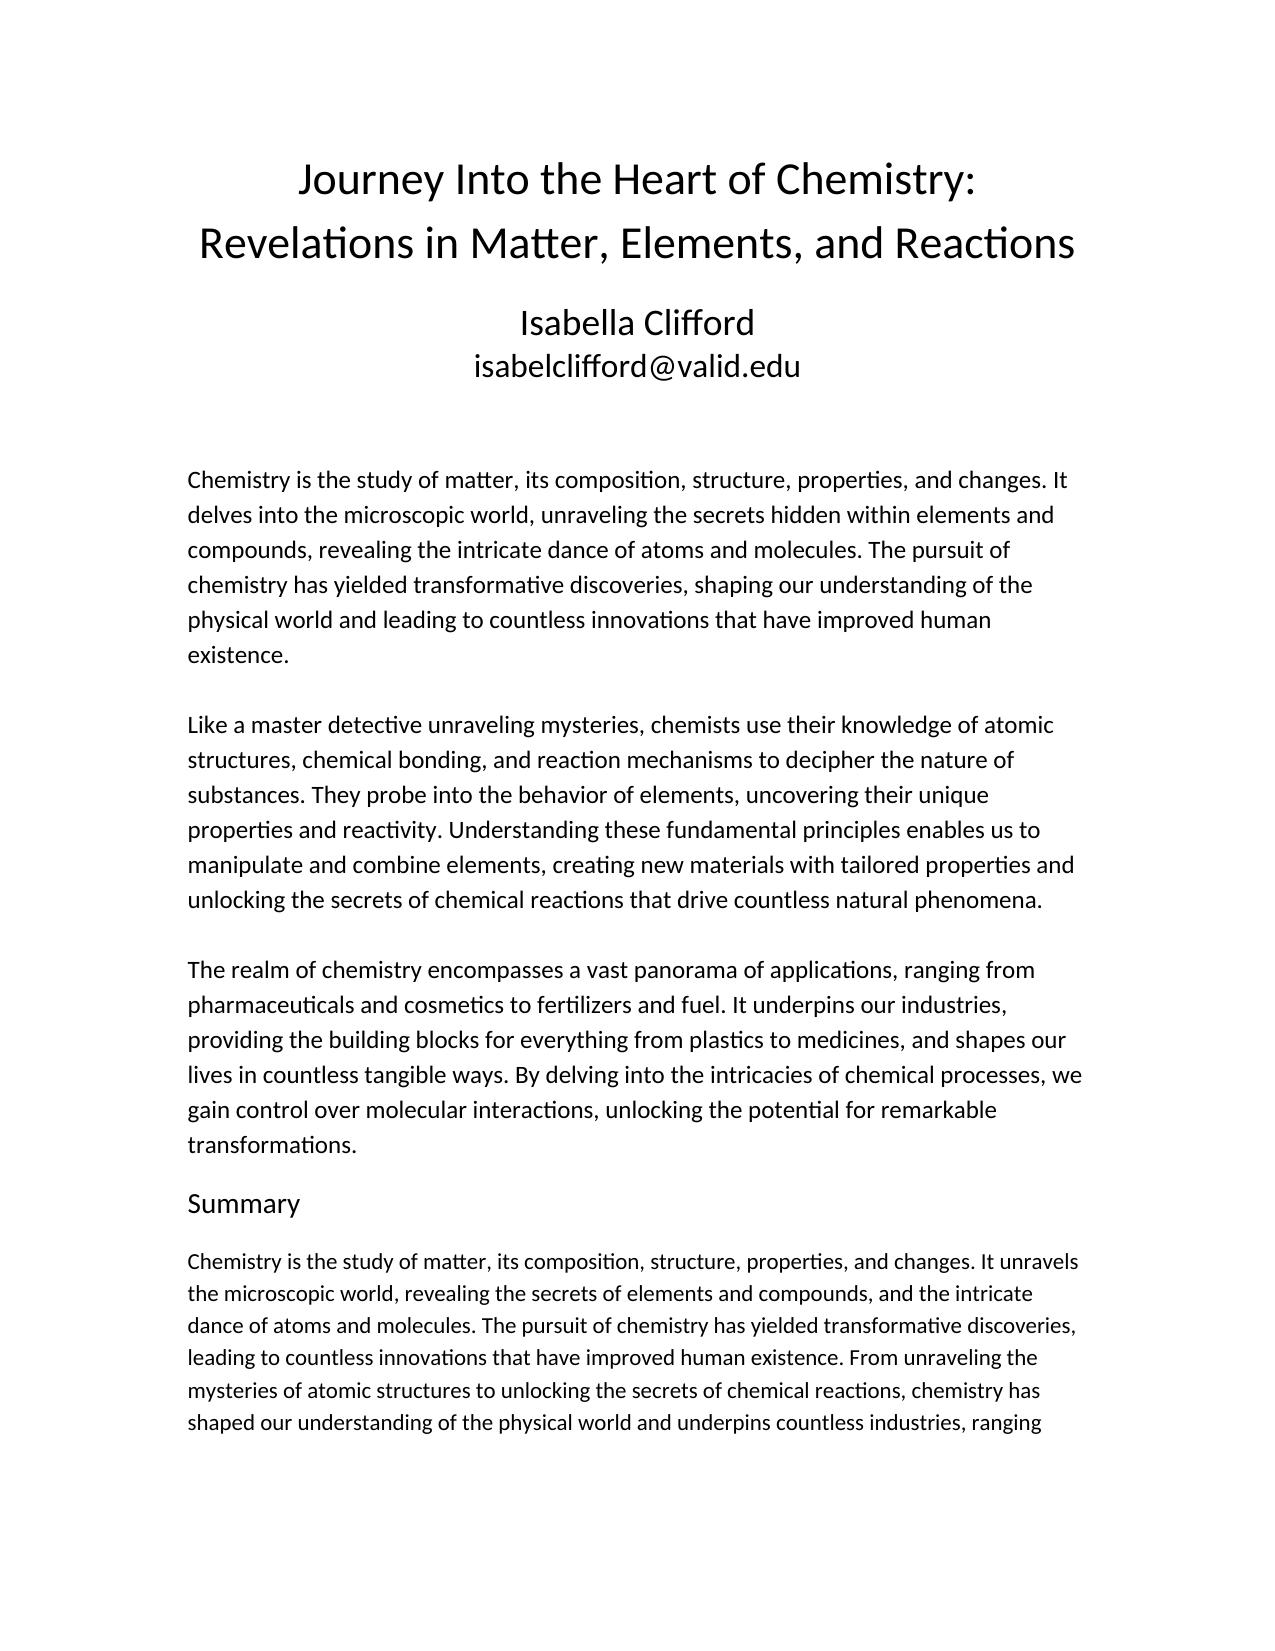 Journey Into the Heart of Chemistry:
Revelations in Matter, Elements, and Reactions
Isabella Clifford
isabelclifford@valid.edu
Chemistry is the study of matter, its composition, structure, properties, and changes. It
delves into the microscopic world, unraveling the secrets hidden within elements and
compounds, revealing the intricate dance of atoms and molecules. The pursuit of
chemistry has yielded transformative discoveries, shaping our understanding of the
physical world and leading to countless innovations that have improved human
existence.
Like a master detective unraveling mysteries, chemists use their knowledge of atomic
structures, chemical bonding, and reaction mechanisms to decipher the nature of
substances. They probe into the behavior of elements, uncovering their unique
properties and reactivity. Understanding these fundamental principles enables us to
manipulate and combine elements, creating new materials with tailored properties and
unlocking the secrets of chemical reactions that drive countless natural phenomena.
The realm of chemistry encompasses a vast panorama of applications, ranging from
pharmaceuticals and cosmetics to fertilizers and fuel. It underpins our industries,
providing the building blocks for everything from plastics to medicines, and shapes our
lives in countless tangible ways. By delving into the intricacies of chemical processes, we
gain control over molecular interactions, unlocking the potential for remarkable
transformations.
Summary
Chemistry is the study of matter, its composition, structure, properties, and changes. It unravels
the microscopic world, revealing the secrets of elements and compounds, and the intricate
dance of atoms and molecules. The pursuit of chemistry has yielded transformative discoveries,
leading to countless innovations that have improved human existence. From unraveling the
mysteries of atomic structures to unlocking the secrets of chemical reactions, chemistry has
shaped our understanding of the physical world and underpins countless industries, ranging